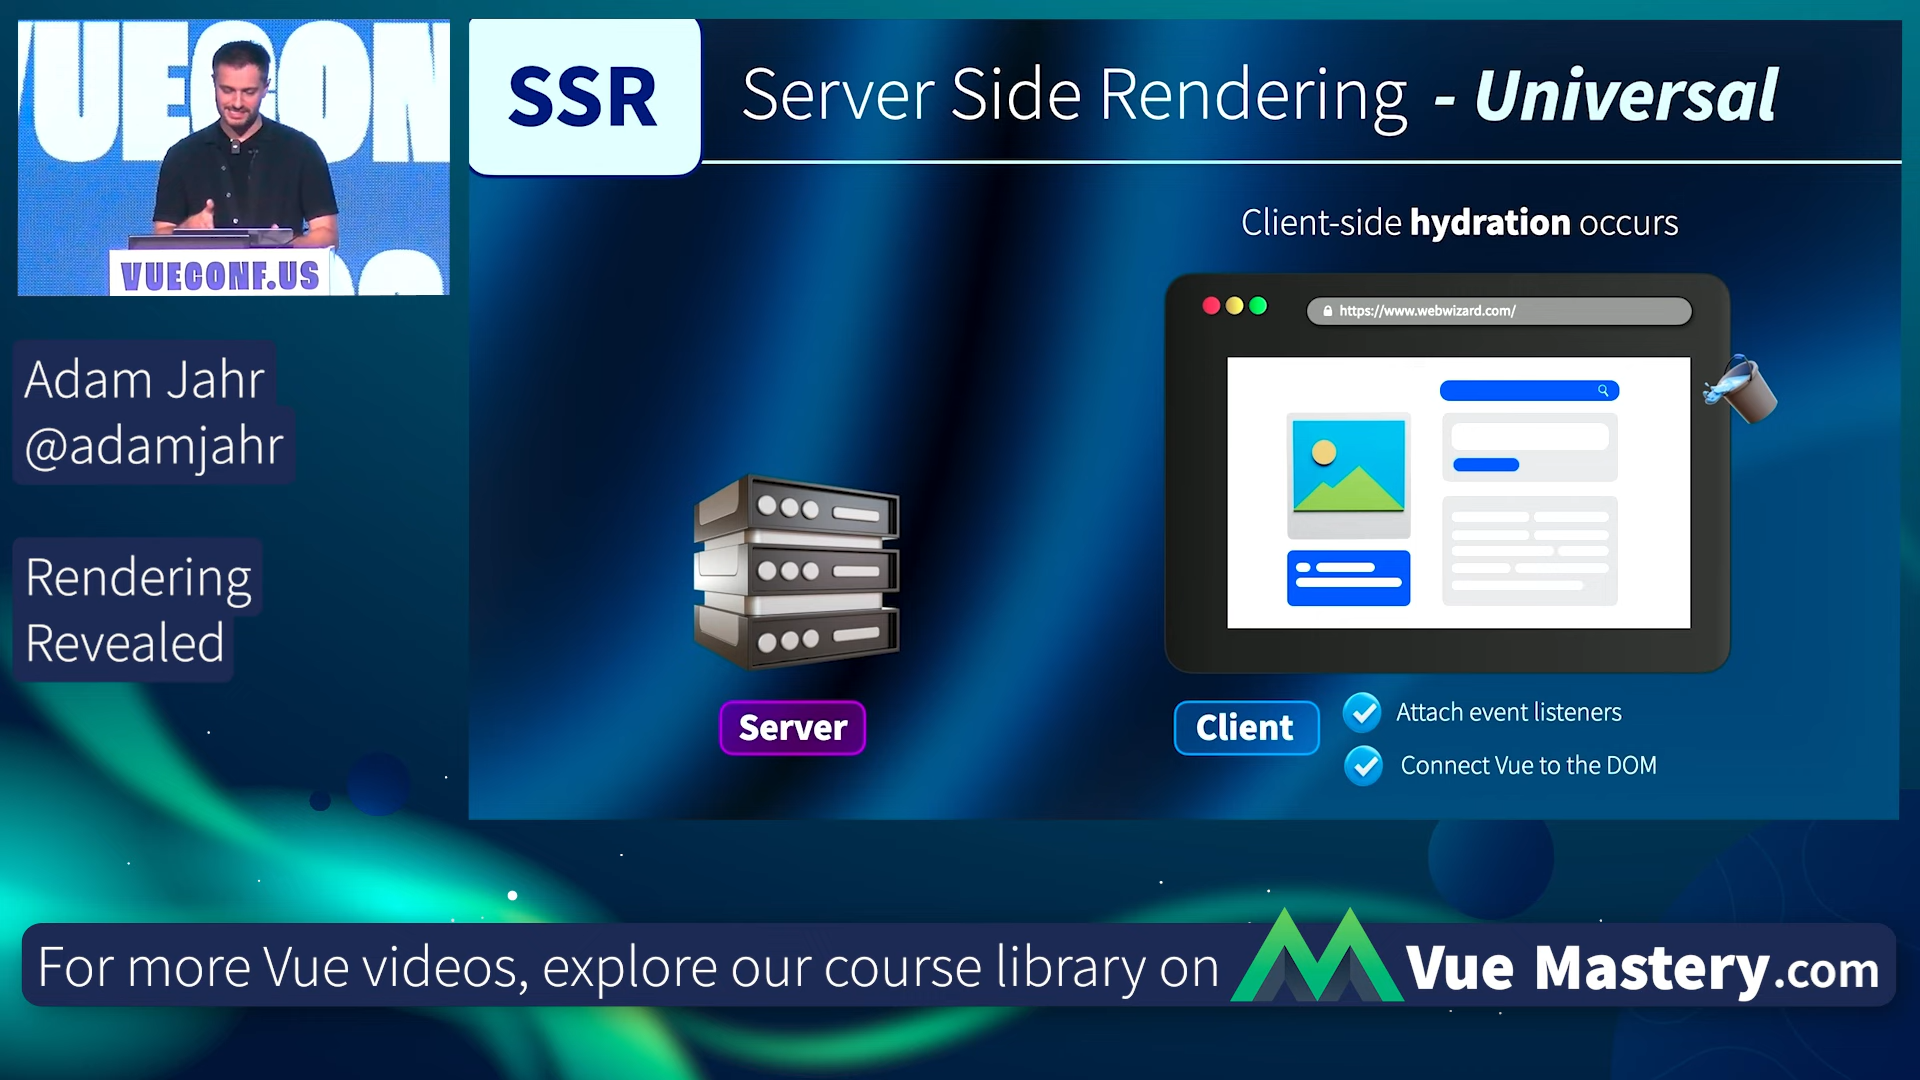 VUECONF
VUECONF.US
Adam Jahr
@adamjahr
Rendering
Revealed
SSR
Server Side Rendering - Universal
Client-side hydration occurs
https://www.webwizard.com/
Server
Client
Attach event listeners
Connect Vue to the DOM
For more Vue videos, explore our course library on Vue Mastery.com